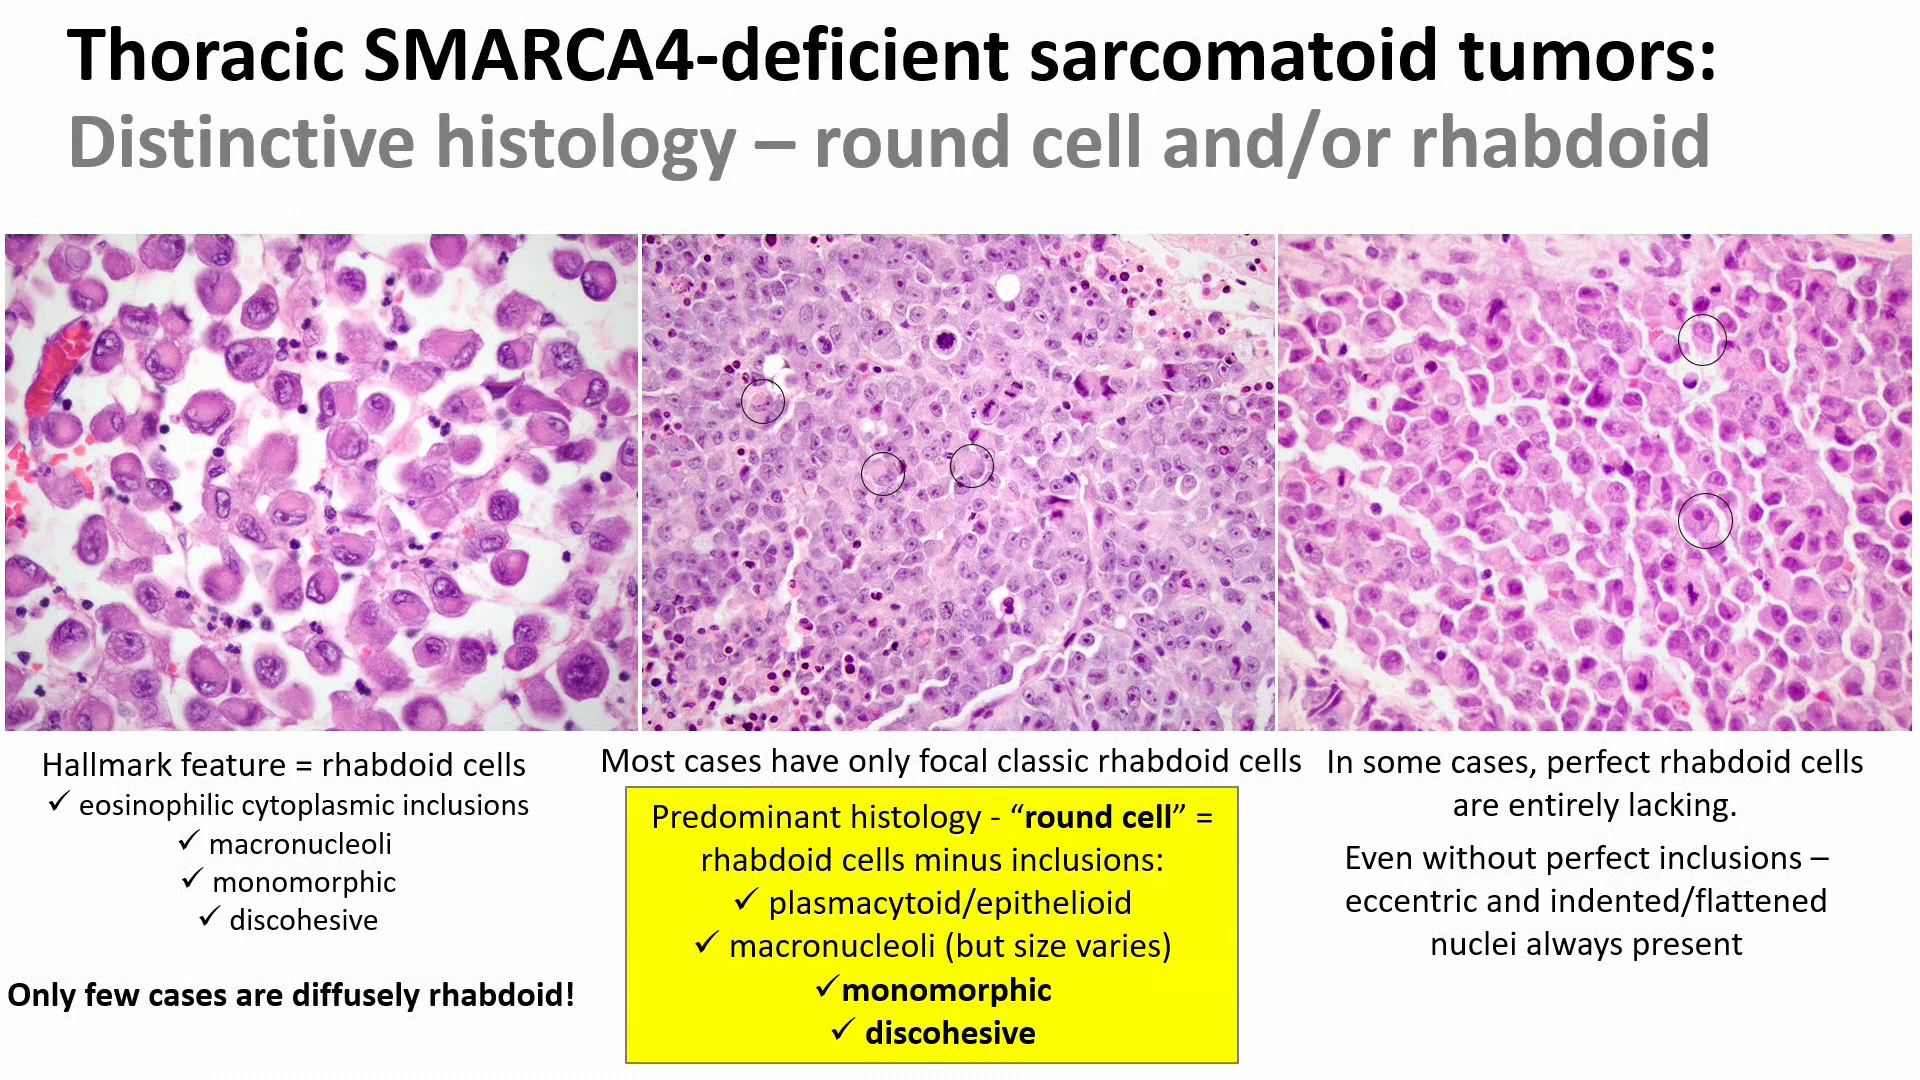 Thoracic SMARCA4-deficient sarcomatoid tumors:
Distinctive histology – round cell and/or rhabdoid
Hallmark feature = rhabdoid cells
✓ eosinophilic cytoplasmic inclusions
✓ macronucleoli
✓ monomorphic
✓ discohesive
Only few cases are diffusely rhabdoid!
Most cases have only focal classic rhabdoid cells
Predominant histology - “round cell” =
rhabdoid cells minus inclusions:
✓ plasmacytoid/epithelioid
✓ macronucleoli (but size varies)
✓monomorphic
✓ discohesive
In some cases, perfect rhabdoid cells
are entirely lacking.
Even without perfect inclusions –
eccentric and indented/flattened
nuclei always present